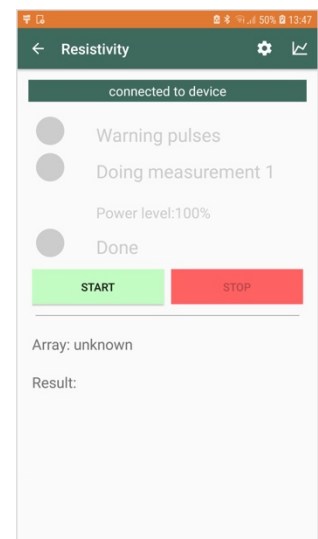 50% 13:47
Resistivity
connected to device
Warning pulses
Doing measurement 1
Power level:100%
Done
START STOP
Array: unknown
Result: